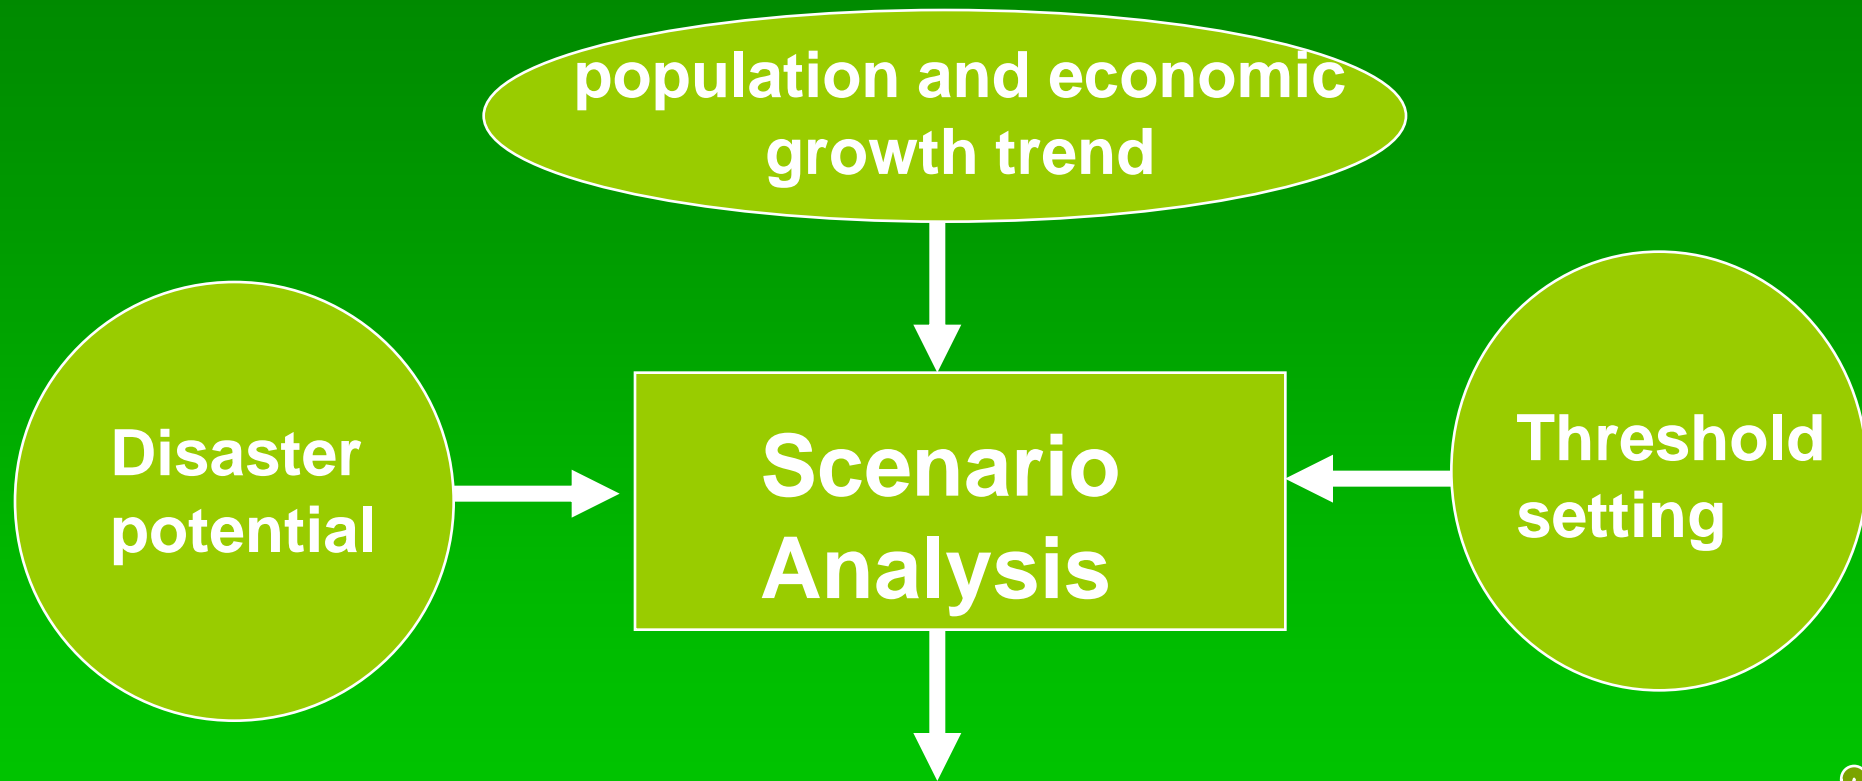 population and economic
growth trend
Disaster
potential
Scenario
Analysis
Threshold
setting